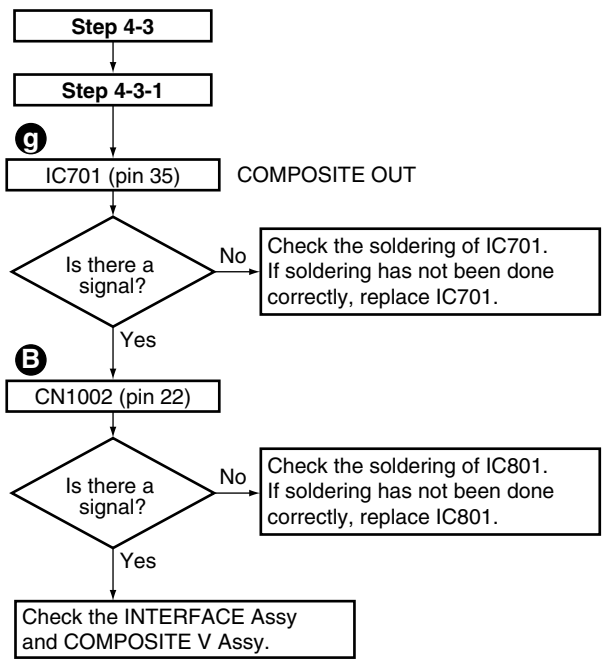 Step 4-3
Step 4-3-1
g
IC701 (pin 35)
COMPOSITE OUT
Is there a
signal?
No
Check the soldering of IC701.
If soldering has not been done
correctly, replace IC701.
Yes
B
CN1002 (pin 22)
Is there a
signal?
No
Check the soldering of IC801.
If soldering has not been done
correctly, replace IC801.
Yes
Check the INTERFACE Assy
and COMPOSITE V Assy.